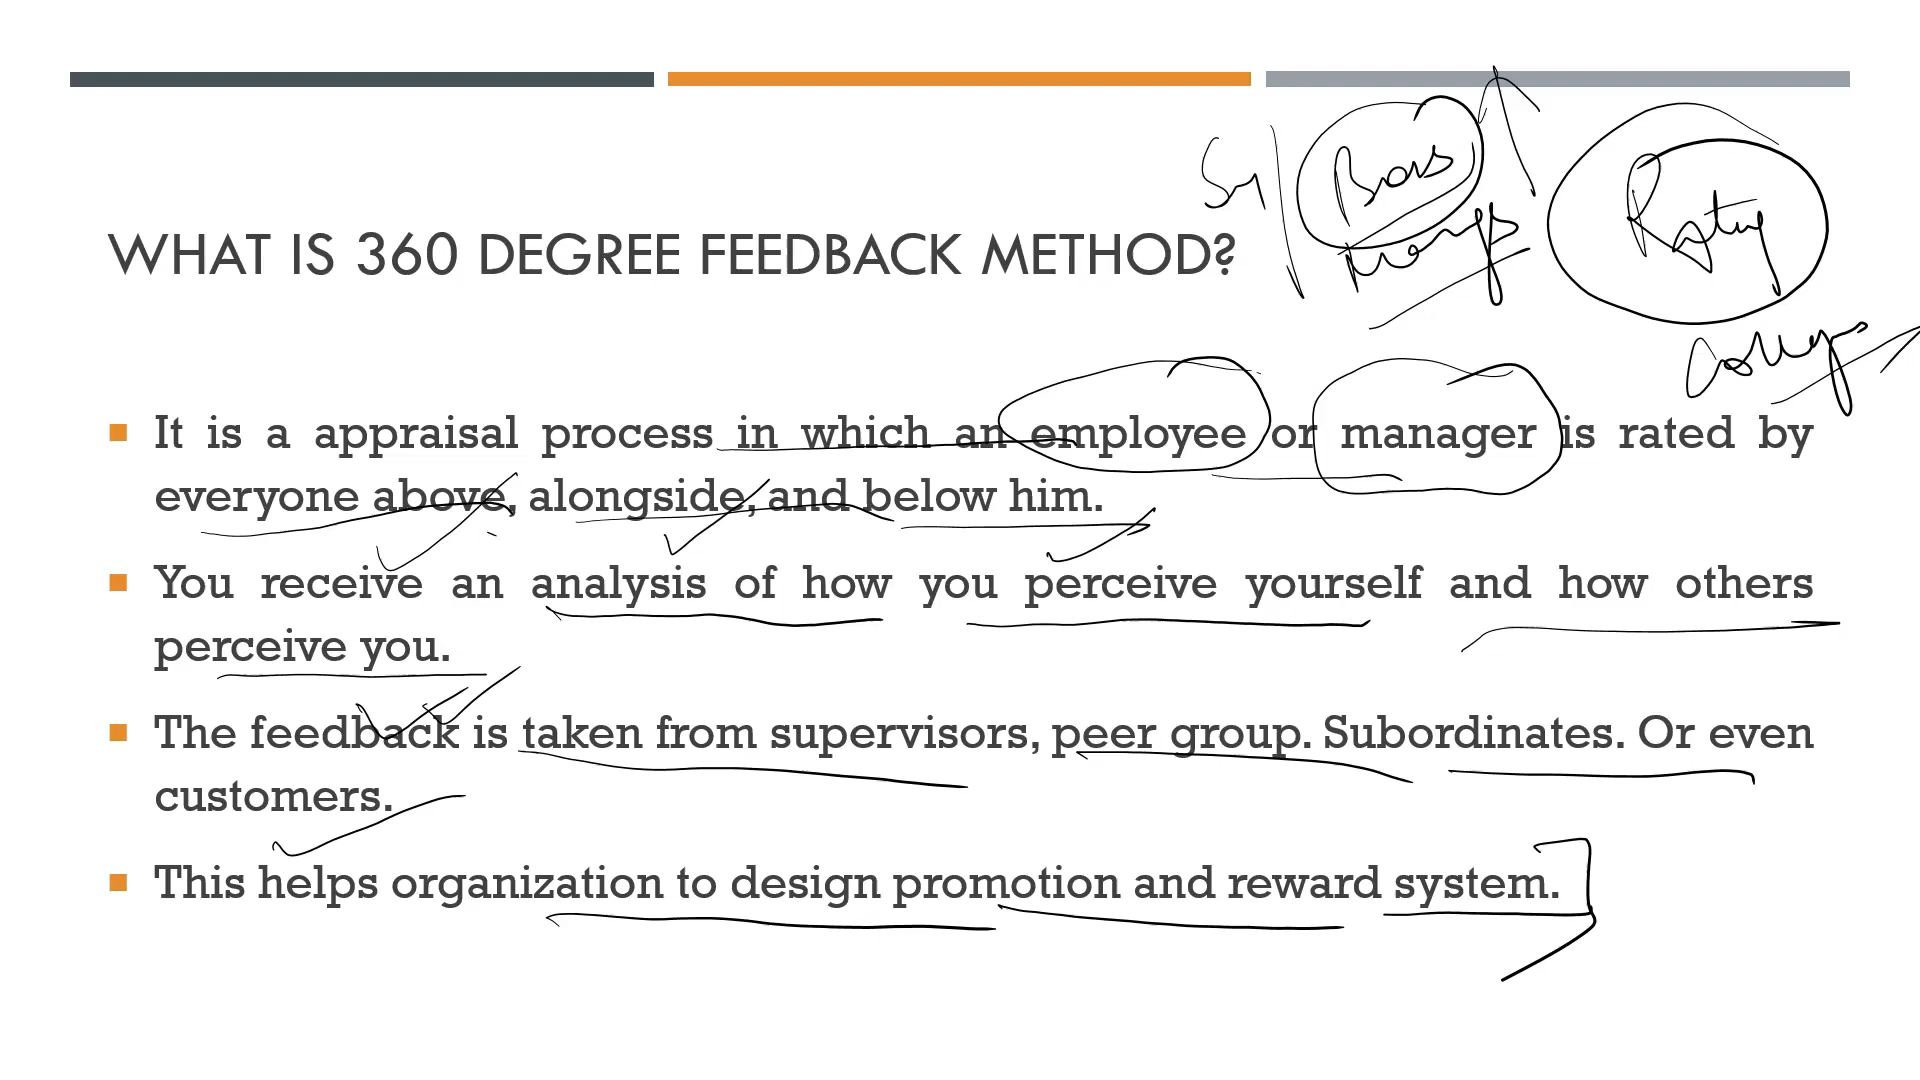 WHAT IS 360 DEGREE FEEDBACK METHOD?
It is a appraisal process in which an employee or manager is rated by
everyone above, alongside, and below him.
You receive an analysis of how you perceive yourself and how others
perceive you.
The feedback is taken from supervisors, peer group. Subordinates. Or even
customers.
This helps organization to design promotion and reward system.